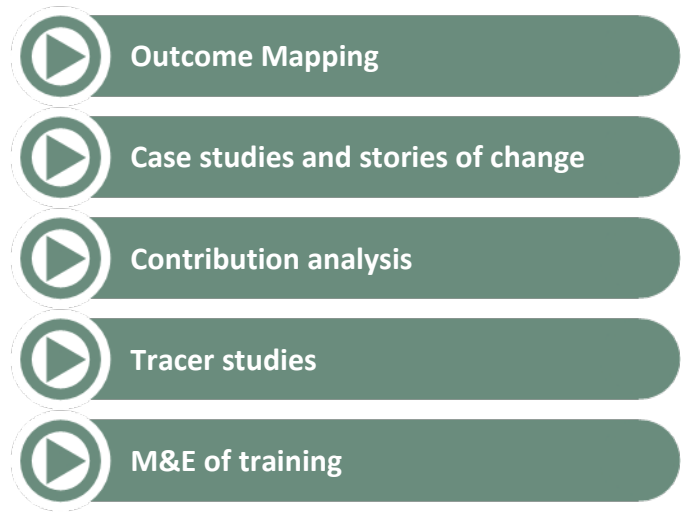 Outcome Mapping
Case studies and stories of change
Contribution analysis
Tracer studies
M&E of training